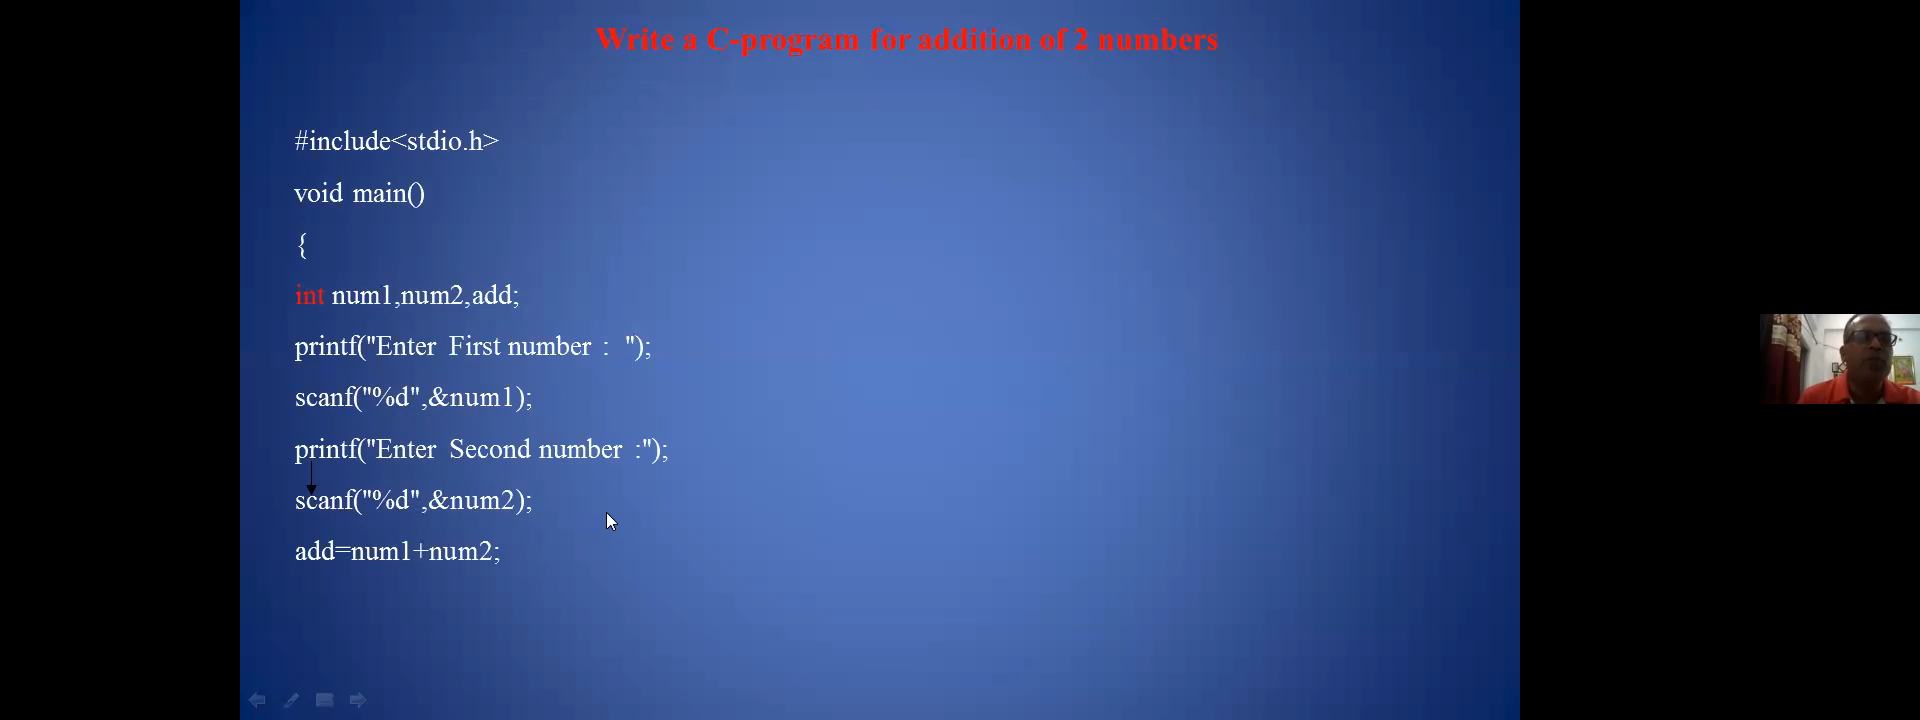 Write a C-program for addition of 2 numbers
#include<stdio.h>
void main()
{
int num1,num2,add;
printf("Enter First number : ");
scanf("%d",&num1);
printf("Enter Second number :");
scanf("%d",&num2);
add=num1+num2;